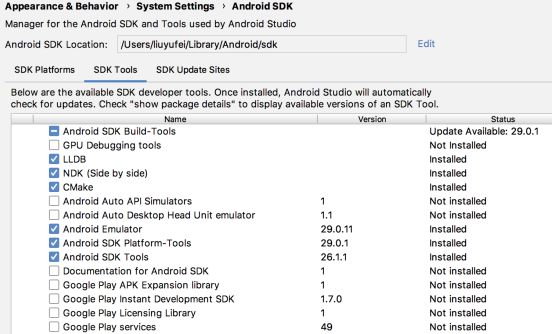 Appearance & Behavior > System Settings > Android SDK
Manager for the Android SDK and Tools used by Android Studio
Android SDK Location: /Users/liuyufei/Library/Android/sdk Edit
SDK Platforms SDK Tools SDK Update Sites
Below are the available SDK developer tools. Once installed, Android Studio will automatically
check for updates. Check "show package details" to display available versions of an SDK Tool.
Name Version Status
Android SDK Build-Tools Update Available: 29.0.1
GPU Debugging tools Not Installed
LLDB Installed
NDK (Side by side) Installed
CMake Installed
Android Auto API Simulators 1 Not installed
Android Auto Desktop Head Unit emulator 1.1 Not installed
Android Emulator 29.0.11 Installed
Android SDK Platform-Tools 29.0.1 Installed
Android SDK Tools 26.1.1 Installed
Documentation for Android SDK 1 Not installed
Google Play APK Expansion library 1 Not installed
Google Play Instant Development SDK 1.7.0 Not installed
Google Play Licensing Library 1 Not installed
Google Play services 49 Not installed